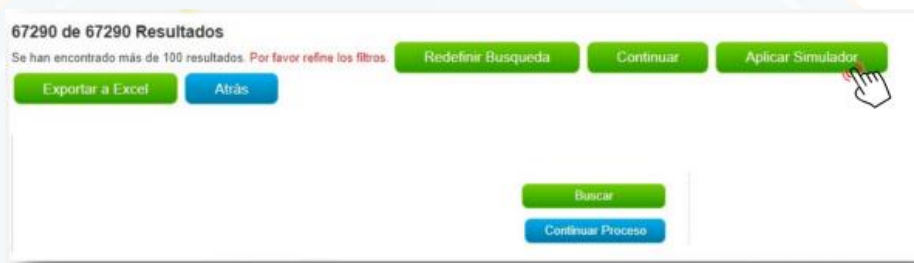 67290 de 67290 Resultados
Se han encontrado más de 100 resultados. Por favor refine los filtros. Redefinir Busqueda Continuar Aplicar Simulador
Exportar a Excel Atrás
Buscar
Continuar Proceso